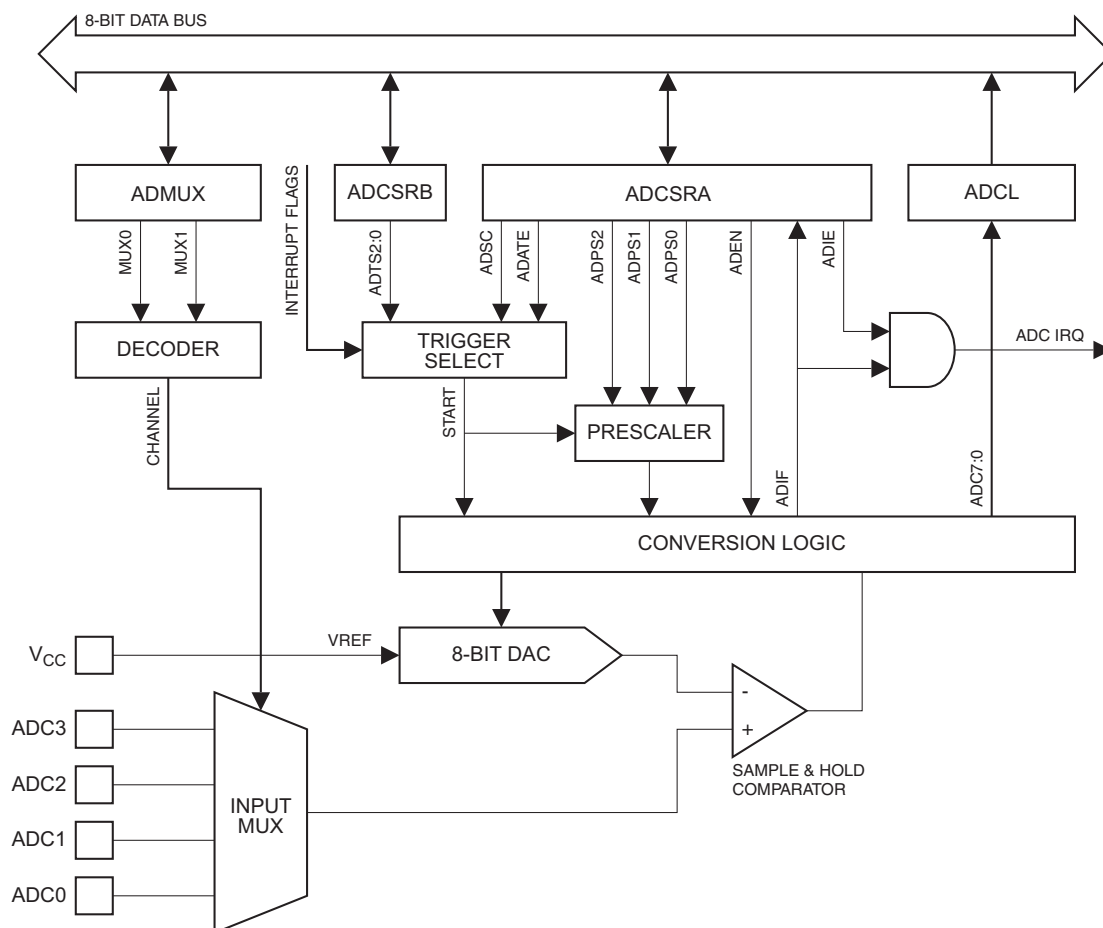 8-BIT DATA BUS
ADMUX
ADCSRB
ADCSRA
ADCL
INTERRUPT FLAGS
MUX0
MUX1
ADTS2:0
ADSC
ADATE
ADPS2
ADPS1
ADPS0
ADEN
ADIE
DECODER
TRIGGER
SELECT
ADC IRQ
CHANNEL
START
PRESCALER
ADIF
ADC7:0
CONVERSION LOGIC
VCC
VREF
8-BIT DAC
-
+
SAMPLE & HOLD
COMPARATOR
ADC3
ADC2
ADC1
ADC0
INPUT
MUX